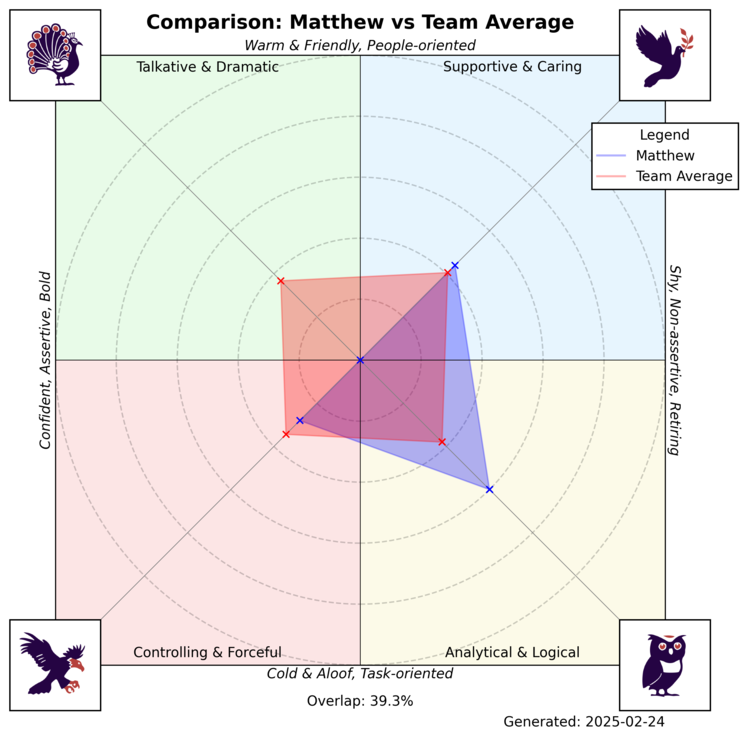 Comparison: Matthew vs Team Average
Warm & Friendly, People-oriented
Talkative & Dramatic
Supportive & Caring
Legend
Matthew
Team Average
Confident, Assertive, Bold
Shy, Non-assertive, Retiring
Controlling & Forceful
Analytical & Logical
Cold & Aloof, Task-oriented
Overlap: 39.3%
Generated: 2025-02-24